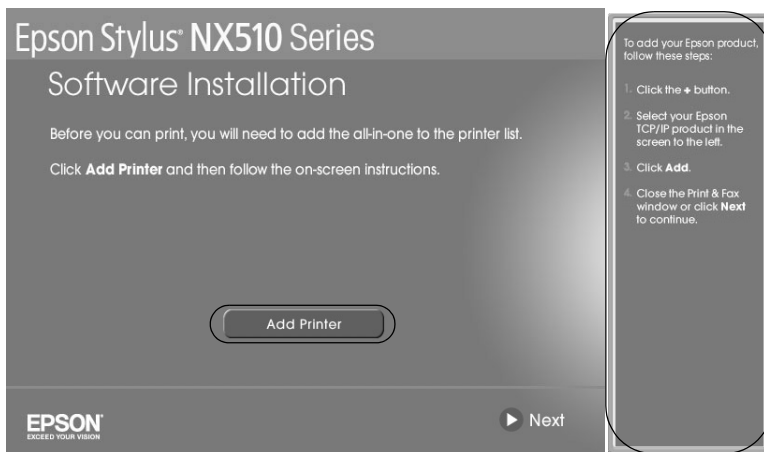 Epson Stylus® NX510 Series
Software Installation
Before you can print, you will need to add the all-in-one to the printer list.
Click Add Printer and then follow the on-screen instructions.
Add Printer
EPSON®
EXCEED YOUR VISION
Next
To add your Epson product,
follow these steps:
1. Click the + button.
2. Select your Epson
TCP/IP product in the
screen to the left.
3. Click Add.
4. Close the Print & Fax
window or click Next
to continue.